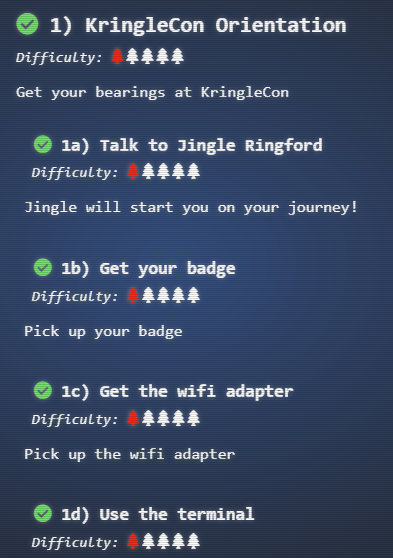 1) KringleCon Orientation
Difficulty:
Get your bearings at KringleCon
1a) Talk to Jingle Ringford
Difficulty:
Jingle will start you on your journey!
1b) Get your badge
Difficulty:
Pick up your badge
1c) Get the wifi adapter
Difficulty:
Pick up the wifi adapter
1d) Use the terminal
Difficulty: